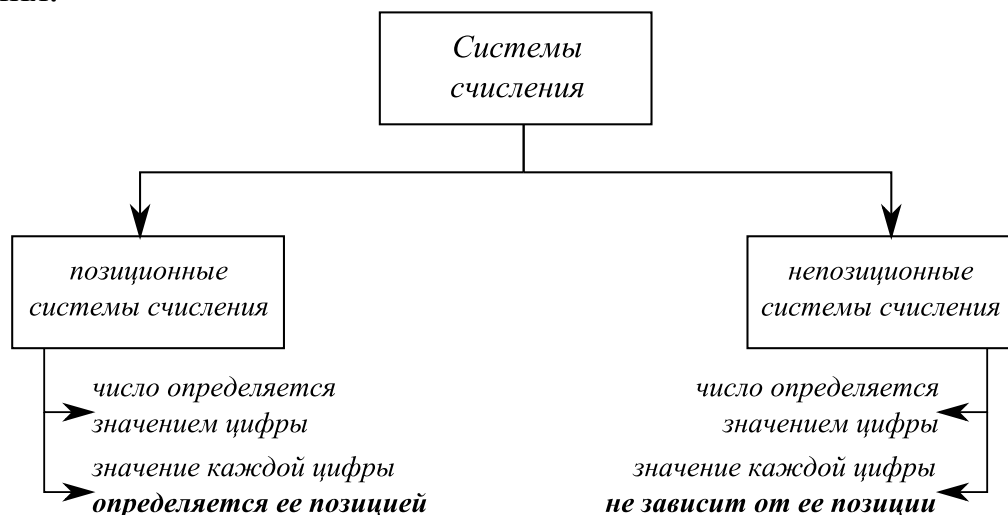 Системы
счисления
позиционные
системы счисления
непозиционные
системы счисления
число определяется
значением цифры
значение каждой цифры
определяется ее позицией
число определяется
значением цифры
значение каждой цифры
не зависит от ее позиции